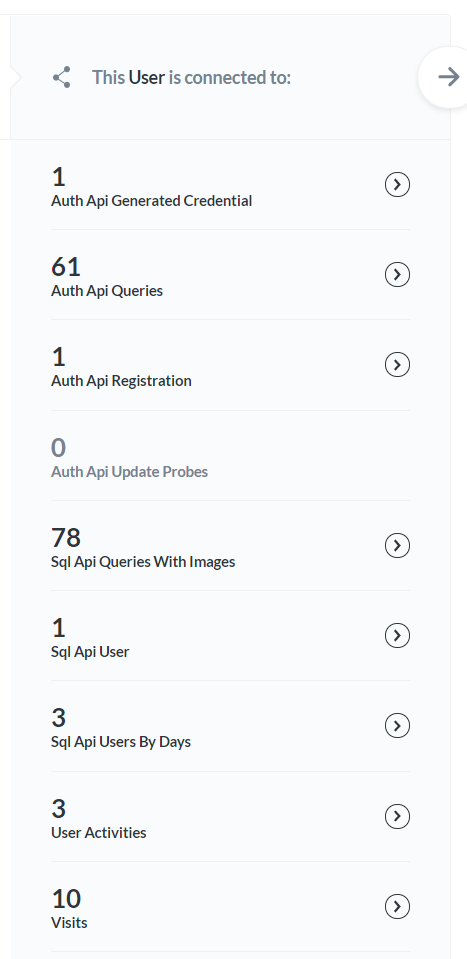 This User is connected to:
1
Auth Api Generated Credential
61
Auth Api Queries
1
Auth Api Registration
0
Auth Api Update Probes
78
Sql Api Queries With Images
1
Sql Api User
3
Sql Api Users By Days
3
User Activities
10
Visits